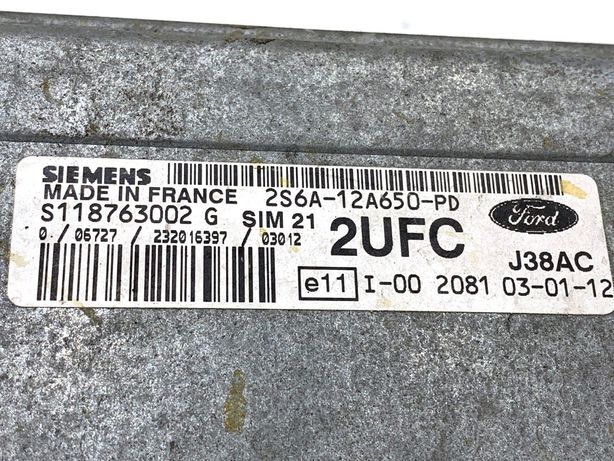 SIEMENS
MADE IN FRANCE 2S6A-12A650-PD
S118763002 G SIM 21 2UFC Ford
0./06727/232016397/03012 J38AC
e11 I-00 2081 03-01-12